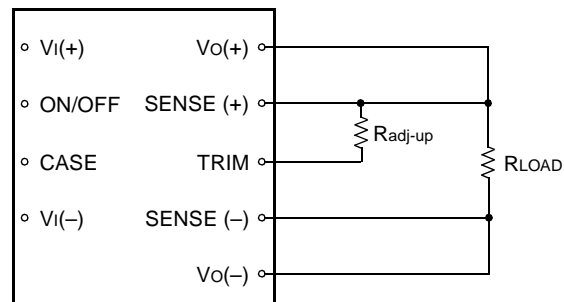 VI(+)
VO(+)
ON/OFF
SENSE (+)
Radj-up
CASE
TRIM
RLOAD
VI(–)
SENSE (–)
VO(–)